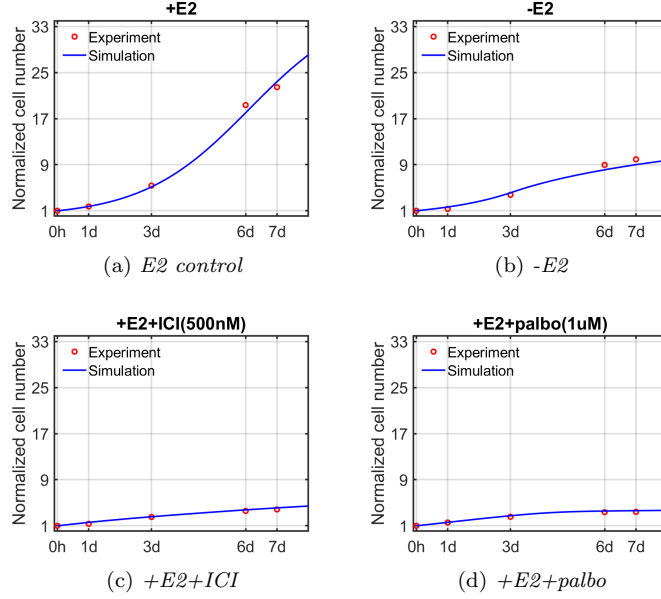 +E2
Normalized cell number
33
25
17
9
1
Experiment
Simulation
0h 1d 3d 6d 7d
(a) E2 control
-E2
Normalized cell number
33
25
17
9
1
Experiment
Simulation
0h 1d 3d 6d 7d
(b) -E2
+E2+ICI(500nM)
Normalized cell number
33
25
17
9
1
Experiment
Simulation
0h 1d 3d 6d 7d
(c) +E2+ICI
+E2+palbo(1uM)
Normalized cell number
33
25
17
9
1
Experiment
Simulation
0h 1d 3d 6d 7d
(d) +E2+palbo